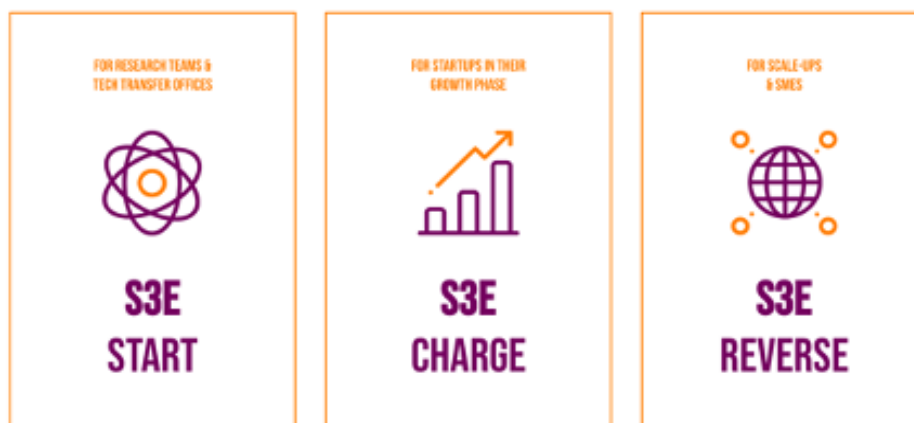 FOR RESEARCH TEAMS &
TECH TRANSFER OFFICES
S3E
START
FOR STARTUPS IN THEIR
GROWTH PHASE
S3E
CHARGE
FOR SCALE-UPS
& SMES
S3E
REVERSE